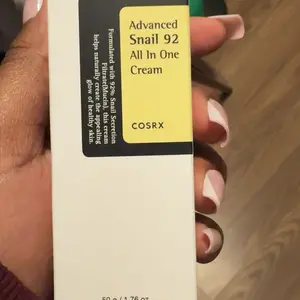 Advanced
Snail 92
All In One
Cream
COSRX
Formulated with 92% Snail Secretion
Filtrate(Mucin), this cream
helps naturally create the appealing
glow of healthy skin.
50 g / 1.76 oz